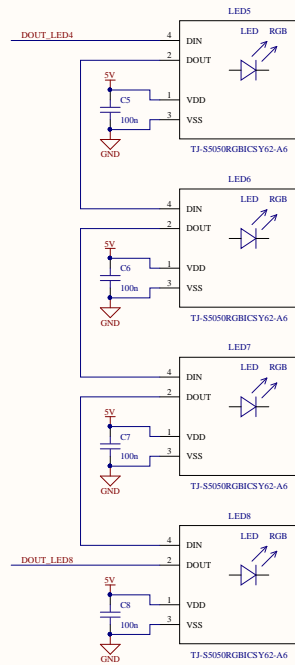 LED5
DOUT_LED4
4
DIN
LED RGB
2
DOUT
5V
C5
1
VDD
100n
3
VSS
GND
TJ-S5050RGBICSY62-A6
LED6
4
DIN
LED RGB
2
DOUT
5V
C6
1
VDD
100n
3
VSS
GND
TJ-S5050RGBICSY62-A6
LED7
4
DIN
LED RGB
2
DOUT
5V
C7
1
VDD
100n
3
VSS
GND
TJ-S5050RGBICSY62-A6
LED8
4
DIN
LED RGB
DOUT_LED8
2
DOUT
5V
C8
1
VDD
100n
3
VSS
GND
TJ-S5050RGBICSY62-A6